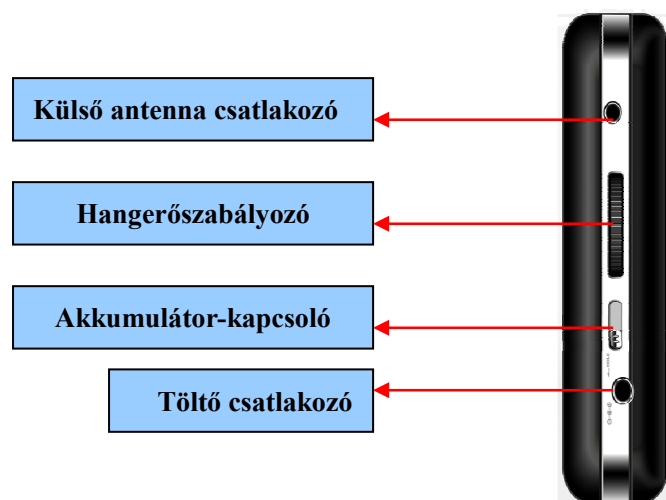 Külső antenna csatlakozó
Hangerőszabályozó
Akkumulátor-kapcsoló
Töltő csatlakozó